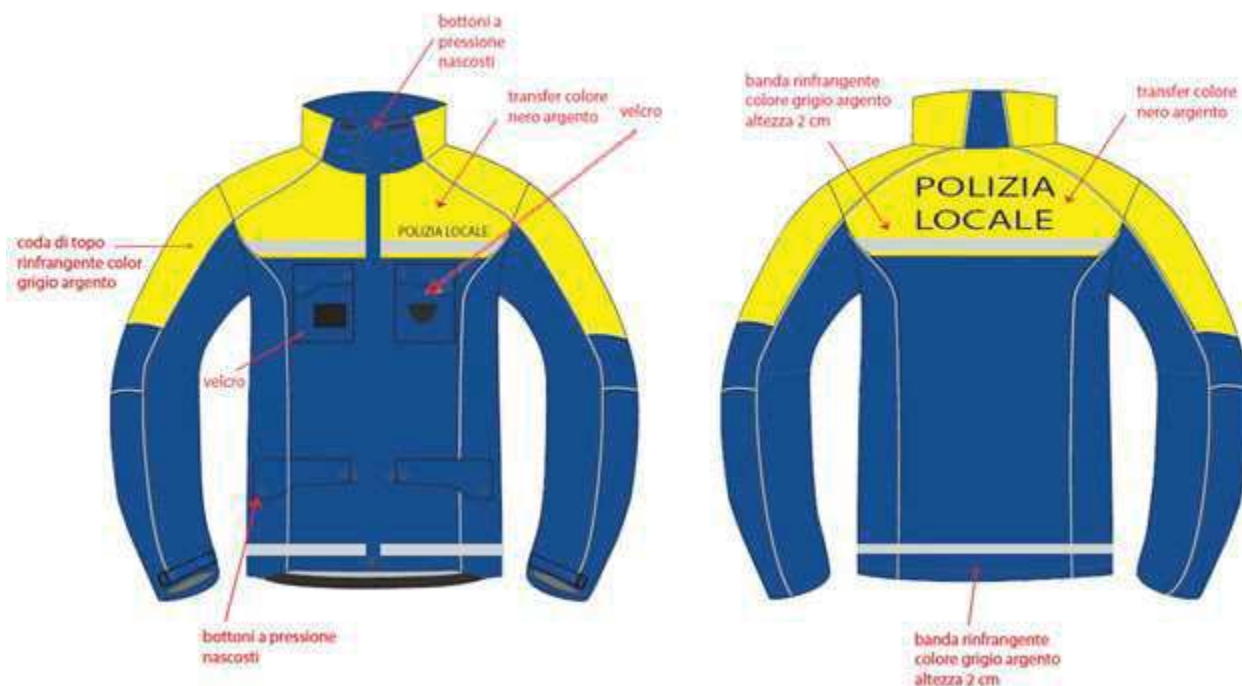 bottoni a
pressione
nascosti
transfer colore
nero argento
velcro
POLIZIA LOCALE
coda di topo
rinfrangente color
grigio argento
velcro
bottoni a pressione
nascosti
banda rinfrangente
colore grigio argento
altezza 2 cm
transfer colore
nero argento
POLIZIA
LOCALE
banda rinfrangente
colore grigio argento
altezza 2 cm